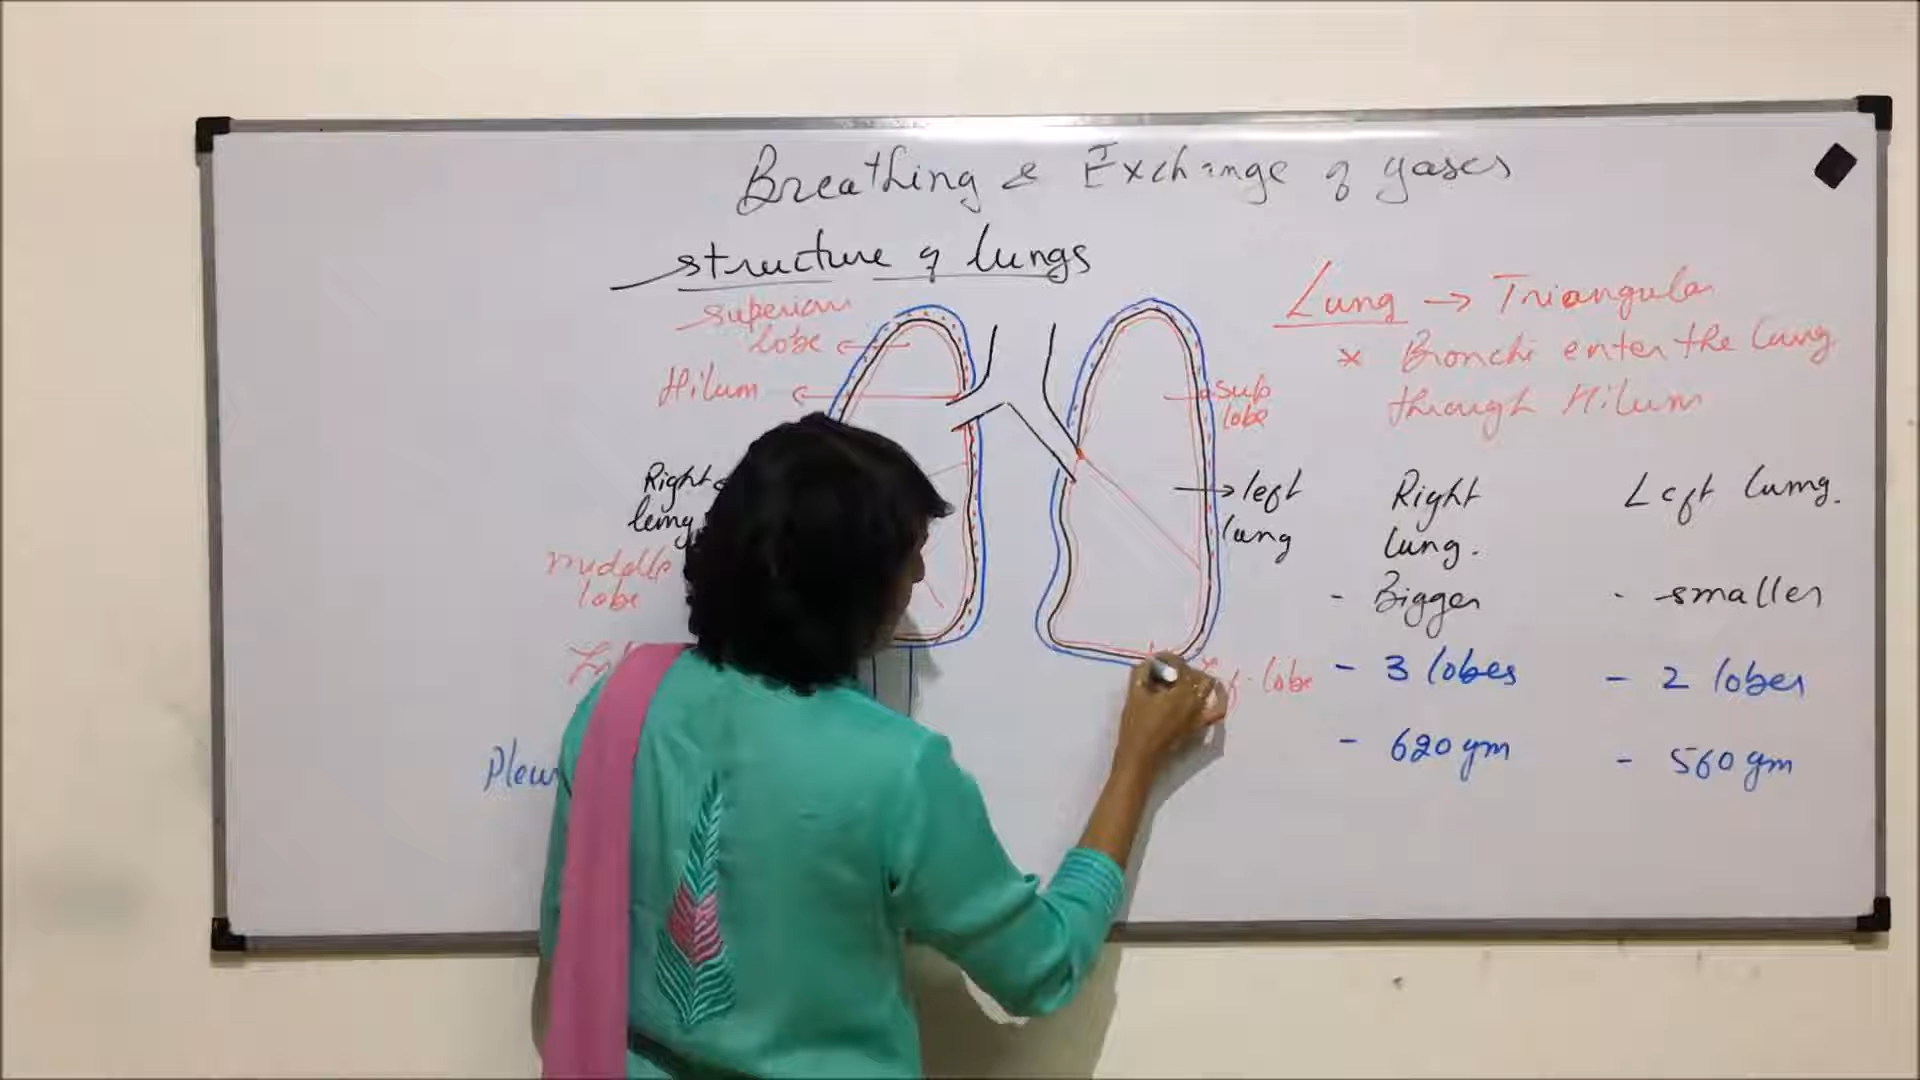 Breathing & Exchange of gases
structure of lungs
superior
lobe
Hilum
Right
lung
middle
lobe
sup
lobe
left
lung
lobe
Lung → Triangular
× Bronchi enter the lung
through Hilum
Right
lung.
Left lung.
- Bigger
- smaller
- 3 lobes
- 2 lobes
- 620 gm
- 560 gm